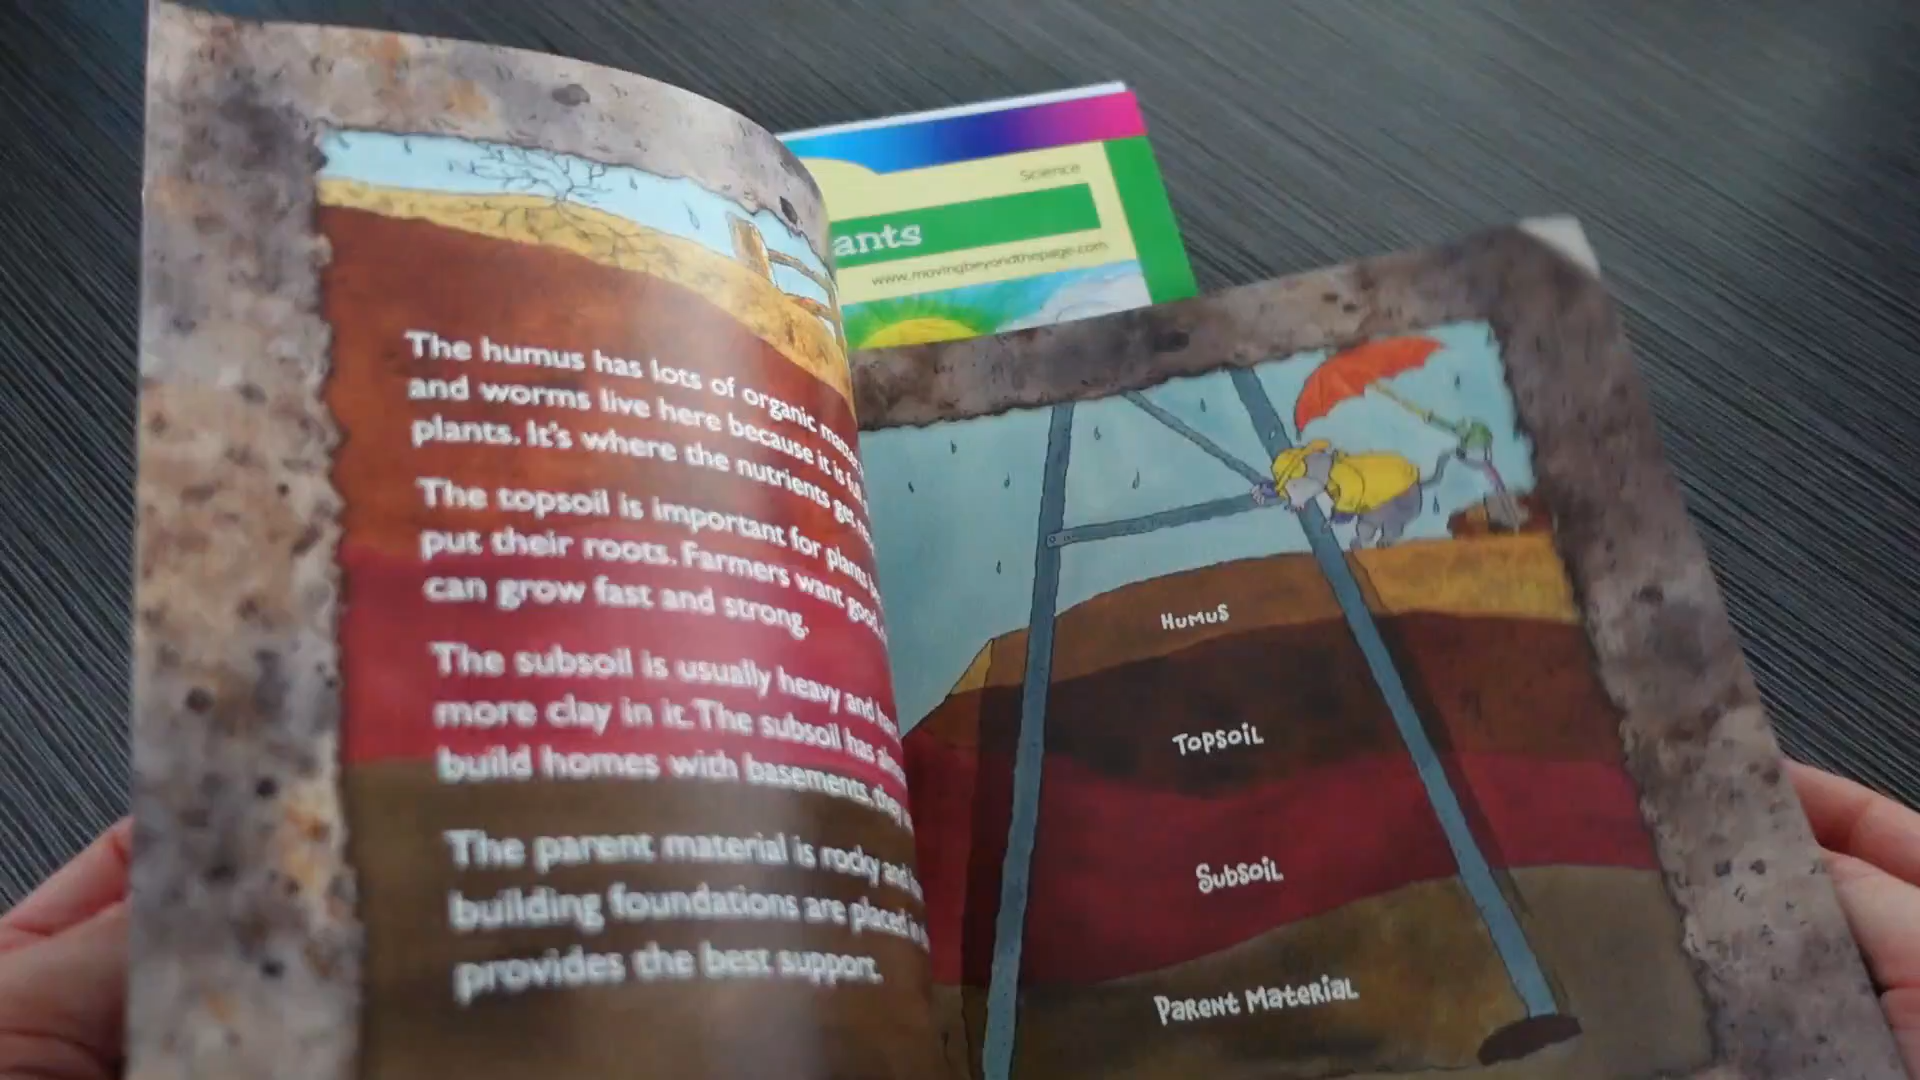 The humus has lots of organic
and worms live here because it is
plants. It's where the nutrients
The topsoil is important for plants
put their roots. Farmers want good
can grow fast and strong.
The subsoil is usually heavy and
more clay in it. The subsoil has
build homes with basements, they
The parent material is rocky and
building foundations are placed
provides the best support.
Science
www.movingbeyondthepage.com
Humus
Topsoil
Subsoil
Parent Material